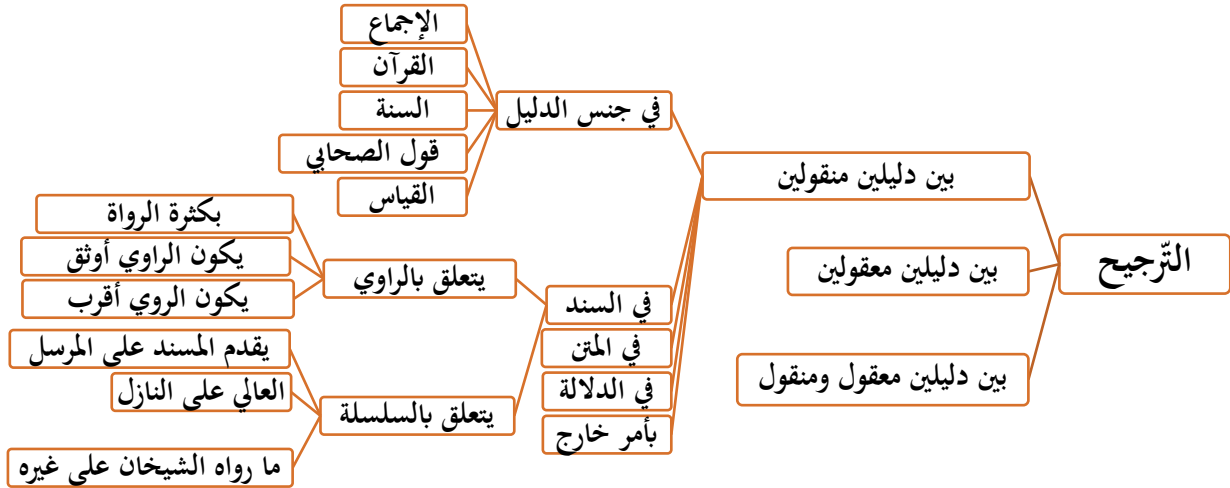 التّرجيح
بين دليلين منقولين
في جنس الدليل
الإجماع
القرآن
السنة
قول الصحابي
القياس
في السند
يتعلق بالراوي
بكثرة الرواة
يكون الراوي أوثق
يكون الروي أقرب
يتعلق بالسلسلة
يقدم المسند على المرسل
العالي على النازل
ما رواه الشيخان على غيره
في المتن
في الدلالة
بأمر خارج
بين دليلين معقولين
بين دليلين معقول ومنقول